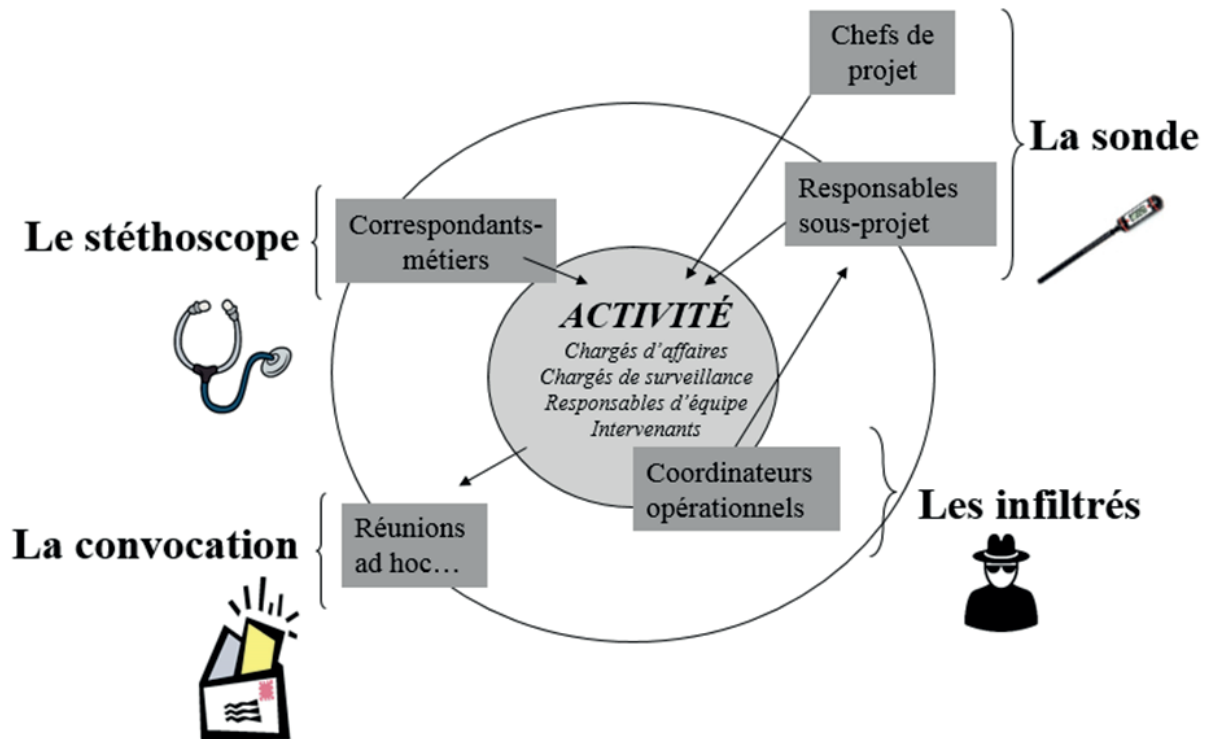 Chefs de
projet
La sonde
Responsables
sous-projet
Correspondants-
métiers
Le stéthoscope
ACTIVITÉ
Chargés d’affaires
Chargés de surveillance
Responsables d’équipe
Intervenants
Coordinateurs
opérationnels
Les infiltrés
Réunions
ad hoc…
La convocation